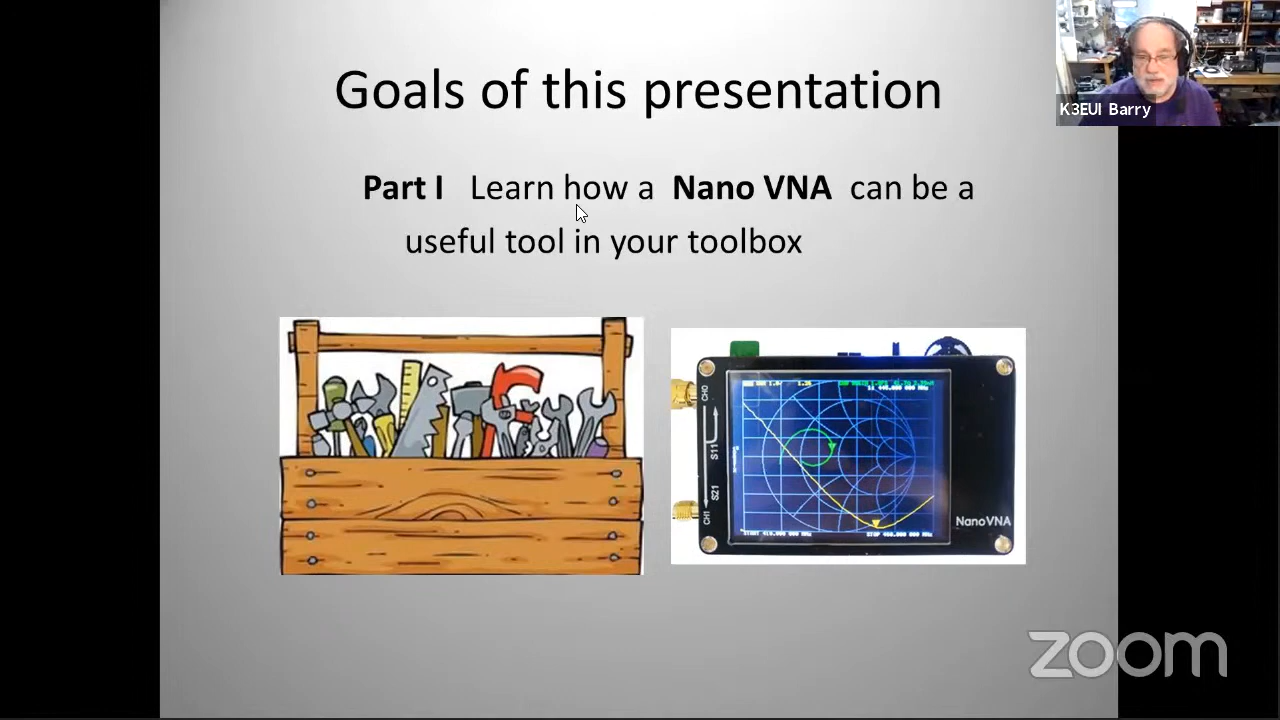 Goals of this presentation
K3EUI Barry
Part I Learn how a Nano VNA can be a
useful tool in your toolbox
CH0
S11
S21
CH1
NanoVNA
zoom